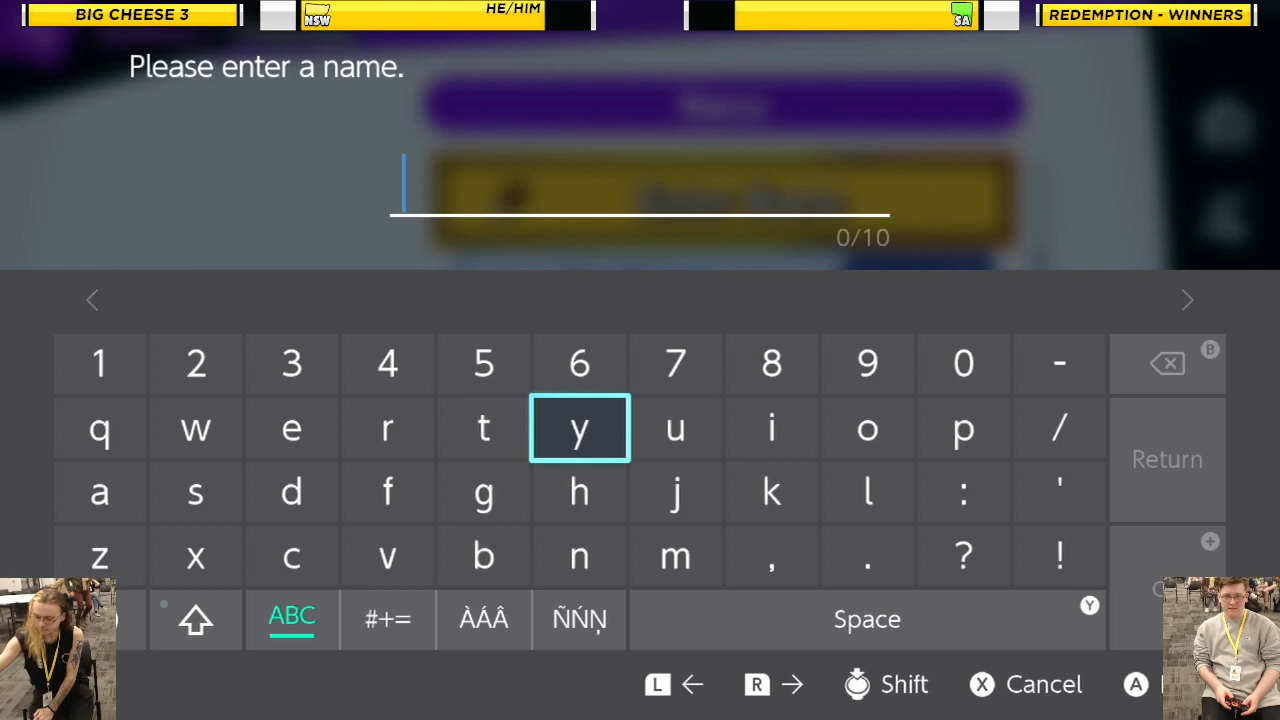 BIG CHEESE 3
NSW
HE/HIM
SA
REDEMPTION - WINNERS
Please enter a name.
0/10
1 2 3 4 5 6 7 8 9 0 -
B
q w e r t y u i o p /
Return
a s d f g h j k l : '
z x c v b n m , . ? !
+
ABC #+= ÀÁÂ ÑŃŅ Space
Y
L ← R → Shift X Cancel A